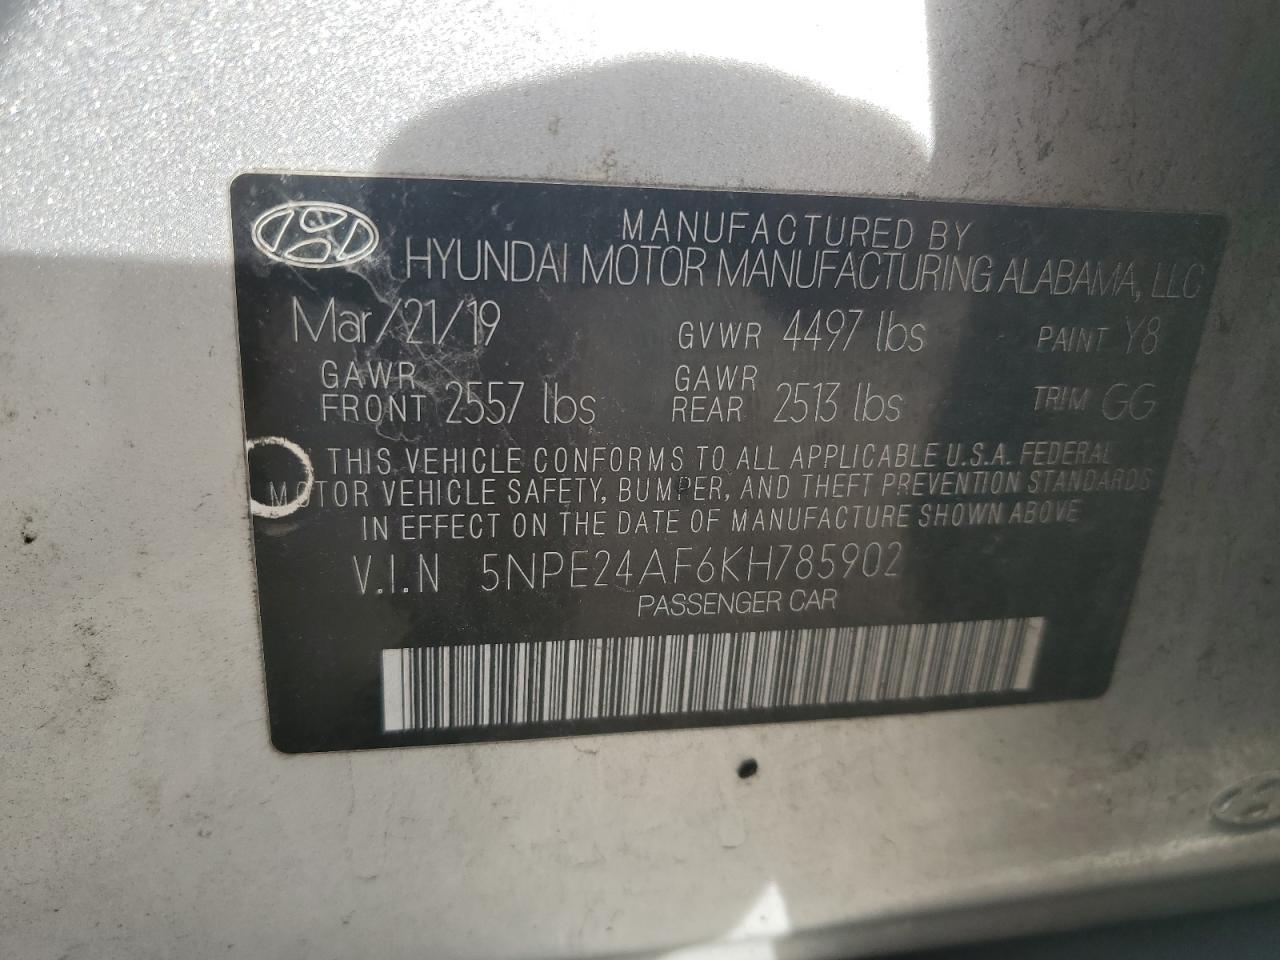 MANUFACTURED BY
HYUNDAI MOTOR MANUFACTURING ALABAMA, LLC
Mar/21/19 GVWR 4497 lbs PAINT Y8
GAWR FRONT 2557 lbs GAWR REAR 2513 lbs TRIM GG
THIS VEHICLE CONFORMS TO ALL APPLICABLE U.S.A. FEDERAL
MOTOR VEHICLE SAFETY, BUMPER, AND THEFT PREVENTION STANDARDS
IN EFFECT ON THE DATE OF MANUFACTURE SHOWN ABOVE
V.I.N 5NPE24AF6KH785902
PASSENGER CAR